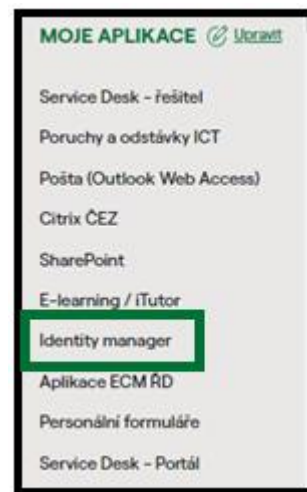 MOJE APLIKACE Upravit
Service Desk - řešitel
Poruchy a odstávky ICT
Pošta (Outlook Web Access)
Citrix ČEZ
SharePoint
E-learning / iTutor
Identity manager
Aplikace ECM ŘD
Personální formuláře
Service Desk - Portál